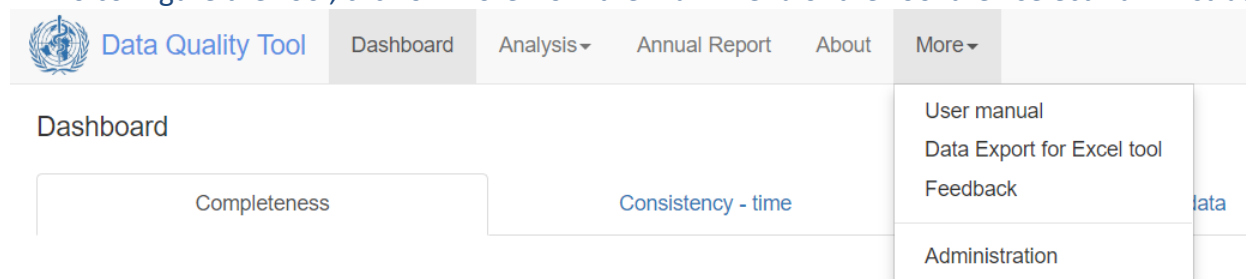 Data Quality Tool Dashboard Analysis Annual Report About More
User manual
Dashboard
Data Export for Excel tool
Feedback
Completeness Consistency - time data
Administration